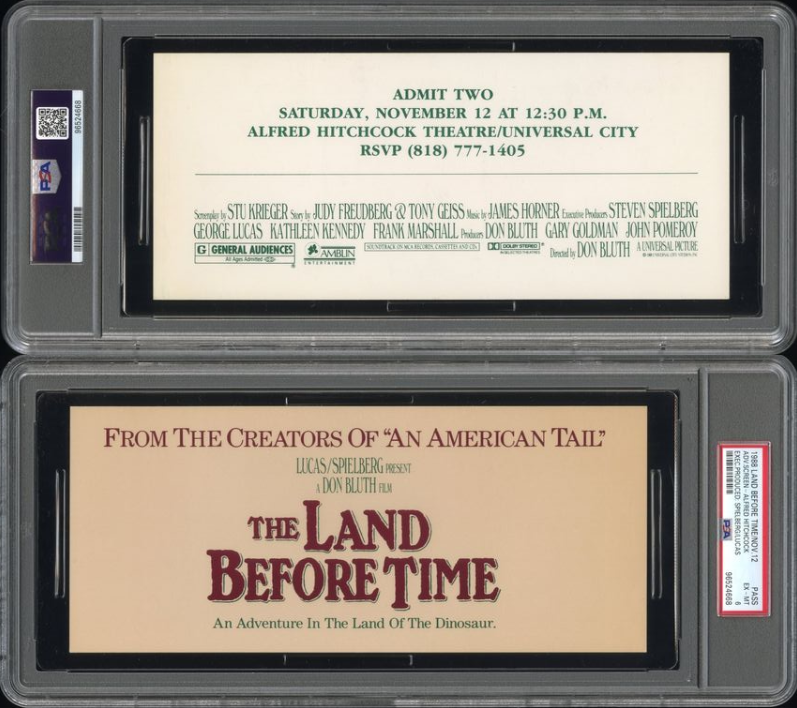 96524668
PSA
ADMIT TWO
SATURDAY, NOVEMBER 12 AT 12:30 P.M.
ALFRED HITCHCOCK THEATRE/UNIVERSAL CITY
RSVP (818) 777-1405
Screenplay by STU KRIEGER Story by JUDY FREUDBERG & TONY GEISS Music by JAMES HORNER Executive Producers STEVEN SPIELBERG
GEORGE LUCAS KATHLEEN KENNEDY FRANK MARSHALL Producers DON BLUTH GARY GOLDMAN JOHN POMEROY
G GENERAL AUDIENCES
All Ages Admitted
AMBLIN
ENTERTAINMENT
SOUNDTRACK ON MCA RECORDS, CASSETTES AND CDS
DOLBY STEREO
IN SELECTED THEATRES
Directed by DON BLUTH A UNIVERSAL PICTURE
FROM THE CREATORS OF "AN AMERICAN TAIL"
LUCAS/SPIELBERG PRESENT
A DON BLUTH FILM
THE LAND
BEFORE TIME
An Adventure In The Land Of The Dinosaur.
1988 LAND BEFORE TIME/NOV.12 PASS
ADV.SCREEN - ALFRED HITCHCOCK EX - MT
EXEC.PRODUCED: SPIELBERG/LUCAS 6
PSA
96524668